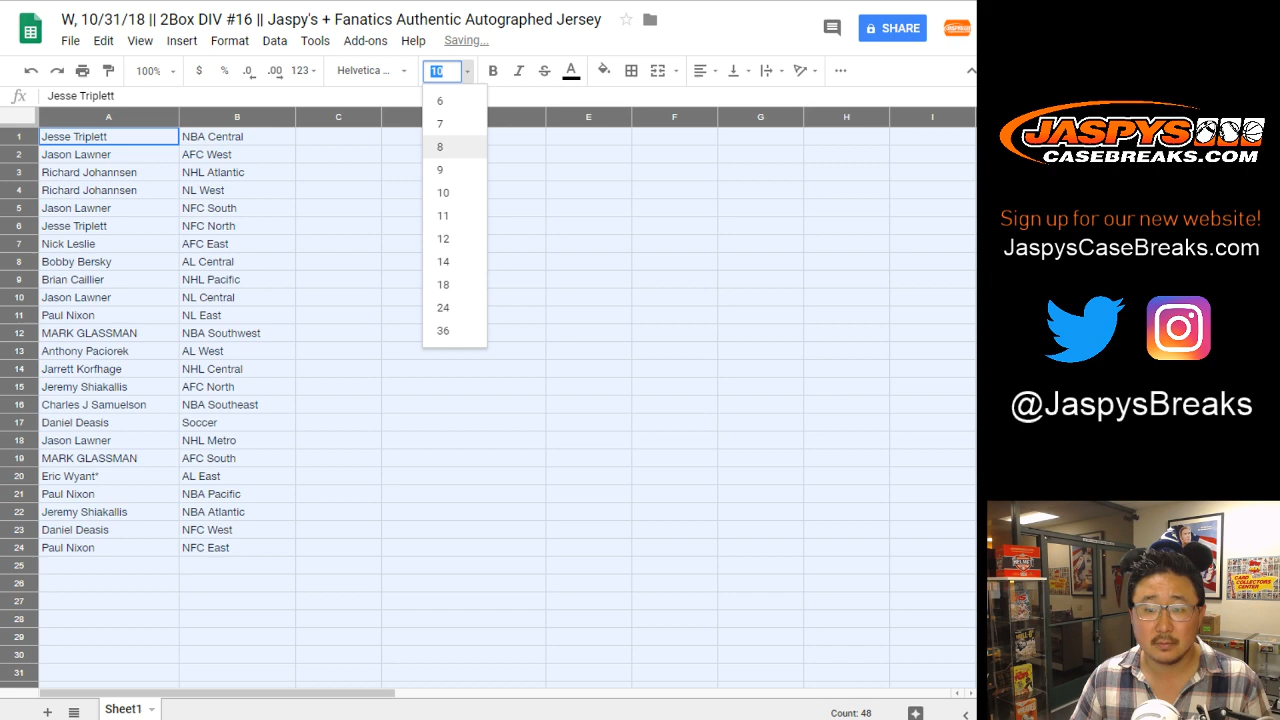 W, 10/31/18 || 2Box DIV #16 || Jaspy's + Fanatics Authentic Autographed Jersey
File Edit View Insert Format Data Tools Add-ons Help Saving...
SHARE
100% $ % .0 .00 123 Helvetica ... 10 B I S A
fx Jesse Triplett
A B C E F G H I
1 Jesse Triplett NBA Central
2 Jason Lawner AFC West
3 Richard Johannsen NHL Atlantic
4 Richard Johannsen NL West
5 Jason Lawner NFC South
6 Jesse Triplett NFC North
7 Nick Leslie AFC East
8 Bobby Bersky AL Central
9 Brian Caillier NHL Pacific
10 Jason Lawner NL Central
11 Paul Nixon NL East
12 MARK GLASSMAN NBA Southwest
13 Anthony Paciorek AL West
14 Jarrett Korfhage NHL Central
15 Jeremy Shiakallis AFC North
16 Charles J Samuelson NBA Southeast
17 Daniel Deasis Soccer
18 Jason Lawner NHL Metro
19 MARK GLASSMAN AFC South
20 Eric Wyant* AL East
21 Paul Nixon NBA Pacific
22 Jeremy Shiakallis NBA Atlantic
23 Daniel Deasis NFC West
24 Paul Nixon NFC East
25
26
27
28
29
30
31
6
7
8
9
10
11
12
14
18
24
36
Sheet1
Count: 48
JASPYS
CASEBREAKS.COM
Sign up for our new website!
JaspysCaseBreaks.com
@JaspysBreaks
CARD
COLLECTORS
CENTER